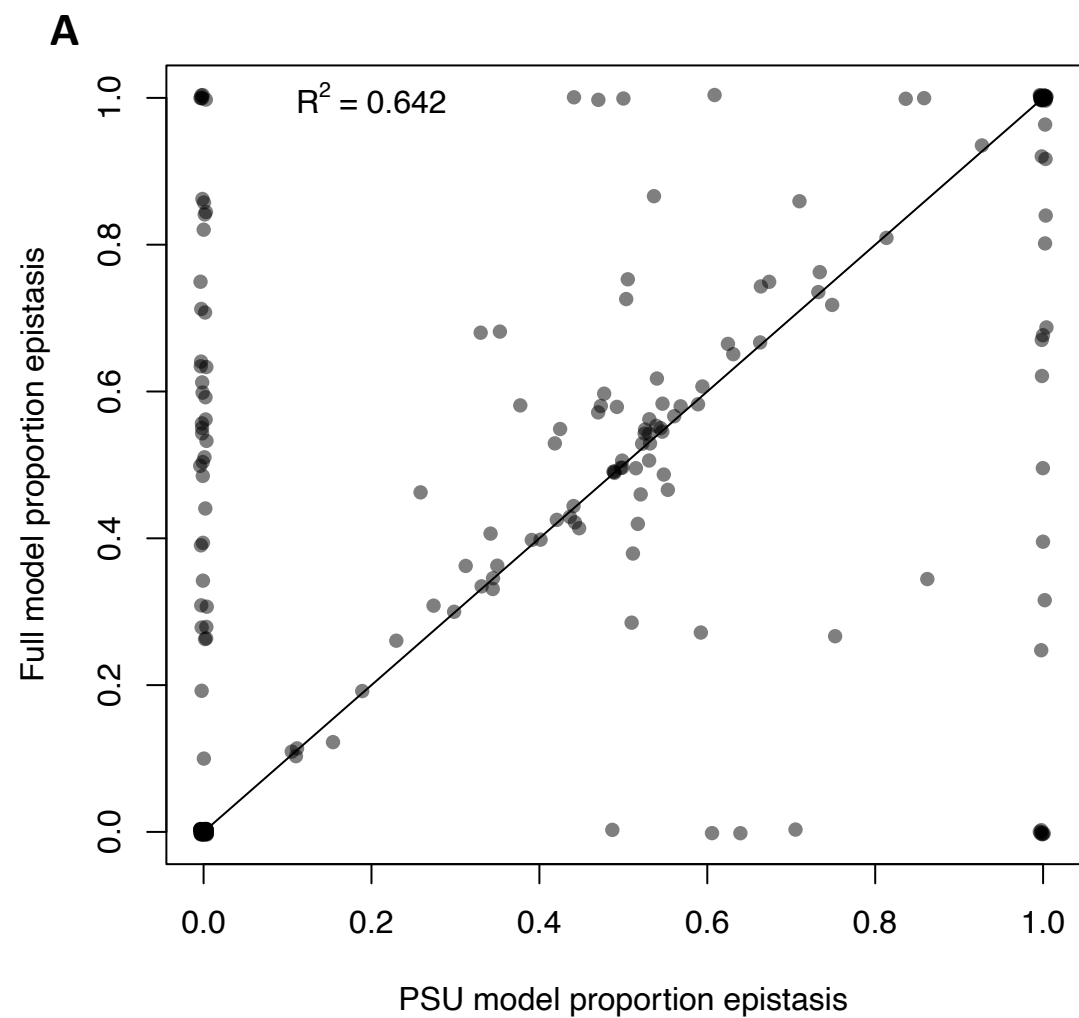 A
R² = 0.642
1.0
0.8
0.6
0.4
0.2
0.0
Full model proportion epistasis
0.0 0.2 0.4 0.6 0.8 1.0
PSU model proportion epistasis